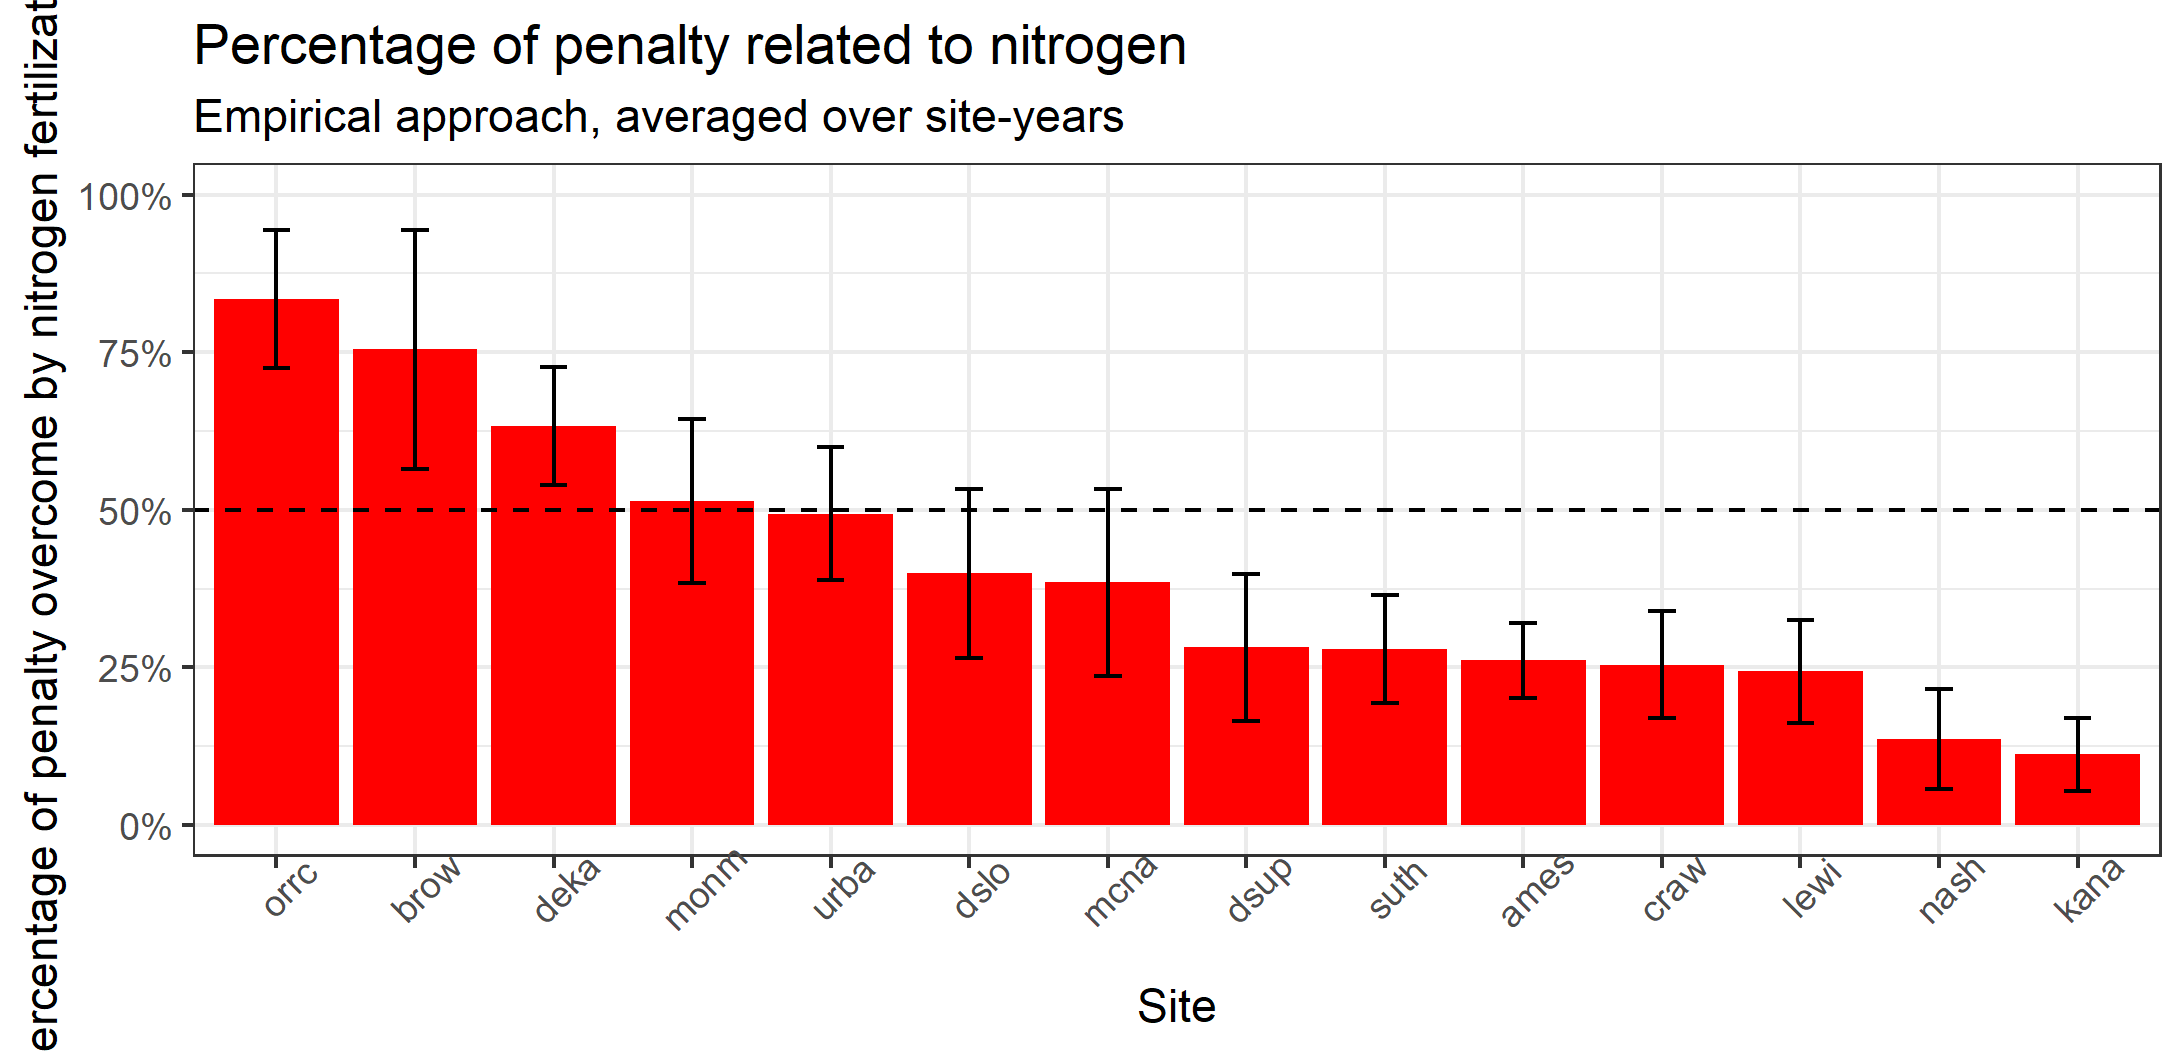 Percentage of penalty related to nitrogen
Empirical approach, averaged over site-years
ercentage of penalty overcome by nitrogen fertilizat
100%
75%
50%
25%
0%
orrc
brow
deka
monm
urba
dslo
mcna
dsup
suth
ames
craw
lewi
nash
kana
Site